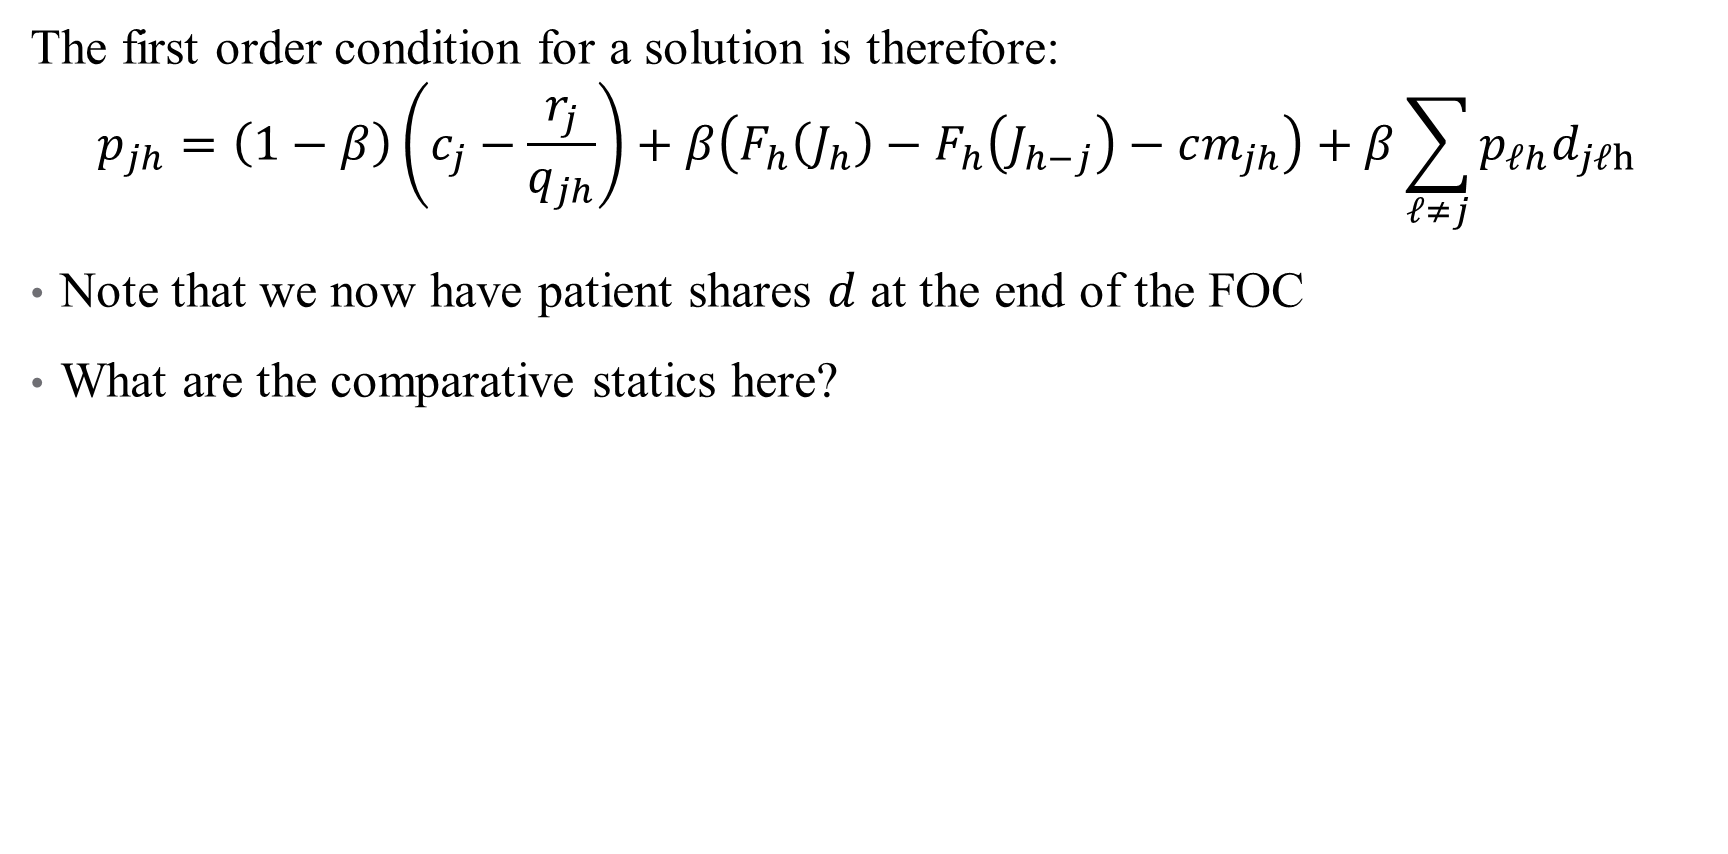 The first order condition for a solution is therefore:
p_{jh} = (1 − β)(c_j − r_j/q_{jh}) + β(F_h(J_h) − F_h(J_{h−j}) − cm_{jh}) + β ∑_{ℓ≠j} p_{ℓh} d_{jℓh}
• Note that we now have patient shares d at the end of the FOC
• What are the comparative statics here?